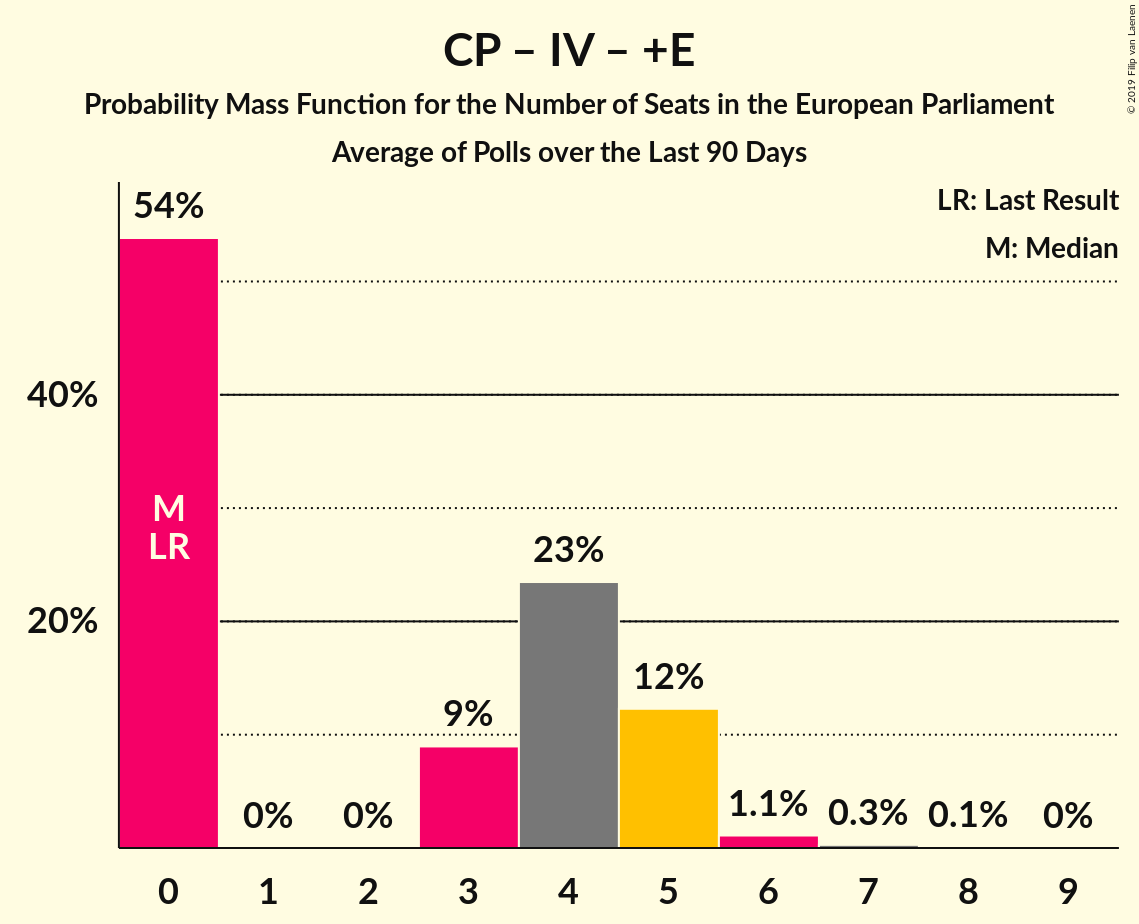 CP – IV – +E
Probability Mass Function for the Number of Seats in the European Parliament
Average of Polls over the Last 90 Days
© 2019 Filip van Laenen
LR: Last Result
M: Median
54%
40%
20%
M
LR
0%
0%
9%
23%
12%
1.1%
0.3%
0.1%
0%
0 1 2 3 4 5 6 7 8 9